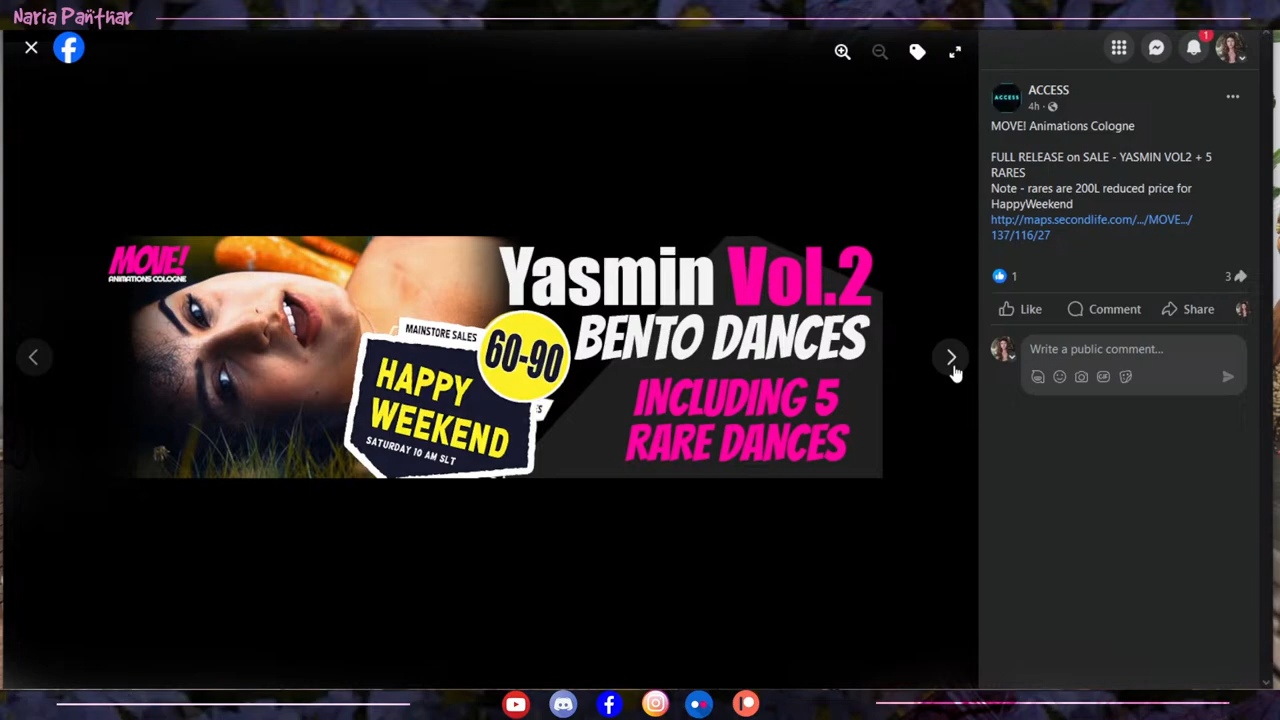 Naria Panthar
1
ACCESS
ACCESS
4h
MOVE! Animations Cologne
FULL RELEASE on SALE - YASMIN VOL2 + 5
RARES
Note - rares are 200L reduced price for
HappyWeekend
http://maps.secondlife.com/.../MOVE.../
137/116/27
1
3
Like
Comment
Share
Write a public comment...
MOVE!
ANIMATIONS COLOGNE
Yasmin Vol.2
BENTO DANCES
INCLUDING 5
RARE DANCES
MAINSTORE SALES
60-90
HAPPY
WEEKEND
SATURDAY 10 AM SLT